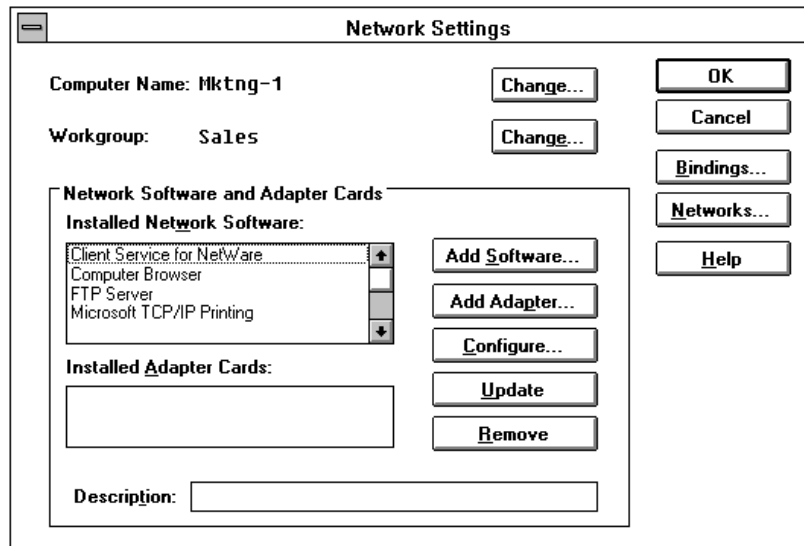 Network Settings
Computer Name: Mktng-1 Change... OK
Cancel
Workgroup: Sales Change...
Bindings...
Network Software and Adapter Cards
Networks...
Installed Network Software:
Client Service for NetWare
Computer Browser
FTP Server
Microsoft TCP/IP Printing
Add Software...
Help
Add Adapter...
Configure...
Installed Adapter Cards:
Update
Remove
Description: